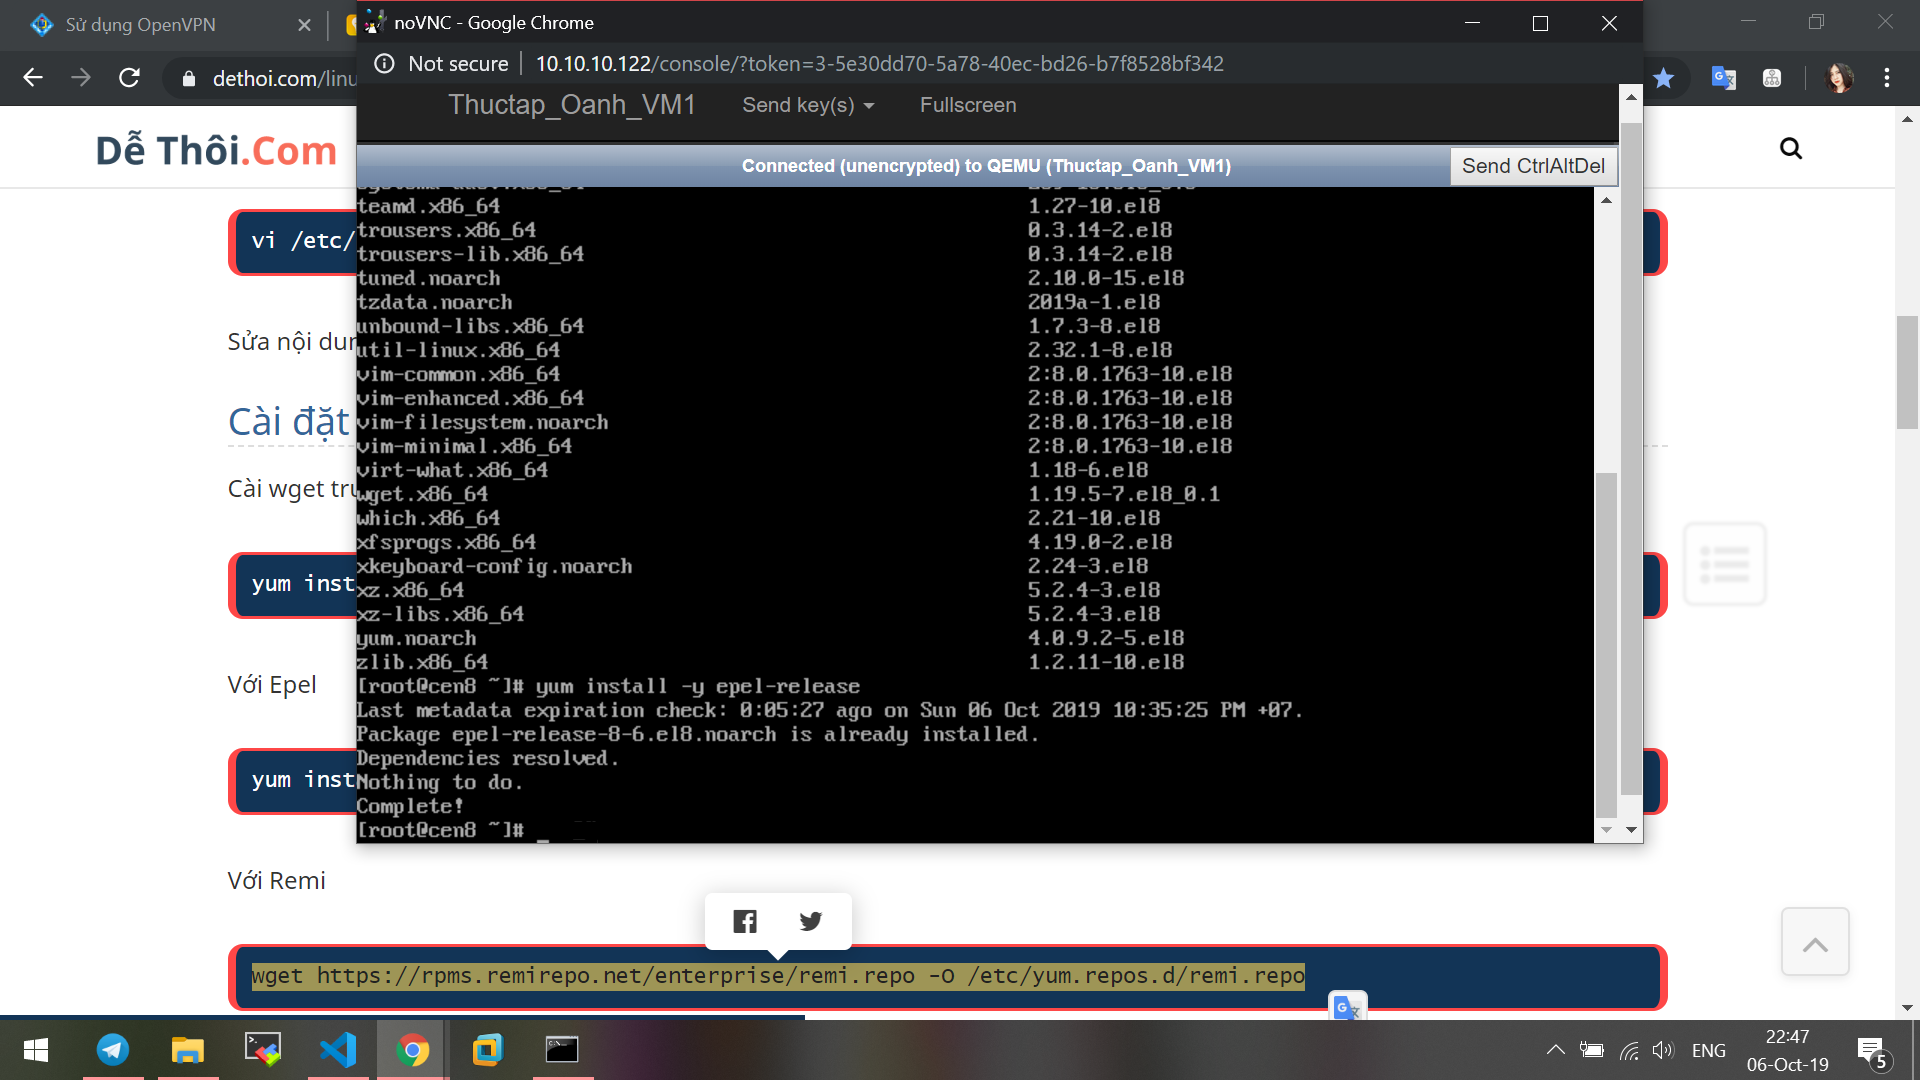 Sử dụng OpenVPN
noVNC - Google Chrome
dethoi.com/linu
Not secure
10.10.10.122/console/?token=3-5e30dd70-5a78-40ec-bd26-b7f8528bf342
Thuctap_Oanh_VM1
Send key(s)
Fullscreen
Dễ Thôi.Com
Connected (unencrypted) to QEMU (Thuctap_Oanh_VM1)
Send CtrlAltDel
teamd.x86_64 1.27-10.el8
trousers.x86_64 0.3.14-2.el8
trousers-lib.x86_64 0.3.14-2.el8
tuned.noarch 2.10.0-15.el8
tzdata.noarch 2019a-1.el8
unbound-libs.x86_64 1.7.3-8.el8
util-linux.x86_64 2.32.1-8.el8
vim-common.x86_64 2:8.0.1763-10.el8
vim-enhanced.x86_64 2:8.0.1763-10.el8
vim-filesystem.noarch 2:8.0.1763-10.el8
vim-minimal.x86_64 2:8.0.1763-10.el8
virt-what.x86_64 1.18-6.el8
wget.x86_64 1.19.5-7.el8_0.1
which.x86_64 2.21-10.el8
xfsprogs.x86_64 4.19.0-2.el8
xkeyboard-config.noarch 2.24-3.el8
xz.x86_64 5.2.4-3.el8
xz-libs.x86_64 5.2.4-3.el8
yum.noarch 4.0.9.2-5.el8
zlib.x86_64 1.2.11-10.el8
[root@cen8 ~]# yum install -y epel-release
Last metadata expiration check: 0:05:27 ago on Sun 06 Oct 2019 10:35:25 PM +07.
Package epel-release-8-6.el8.noarch is already installed.
Dependencies resolved.
Nothing to do.
Complete!
[root@cen8 ~]# _
vi /etc/
Sửa nội dun
Cài đặt
Cài wget trư
yum inst
Với Epel
yum inst
Với Remi
wget https://rpms.remirepo.net/enterprise/remi.repo -O /etc/yum.repos.d/remi.repo
ENG
22:47
06-Oct-19
5